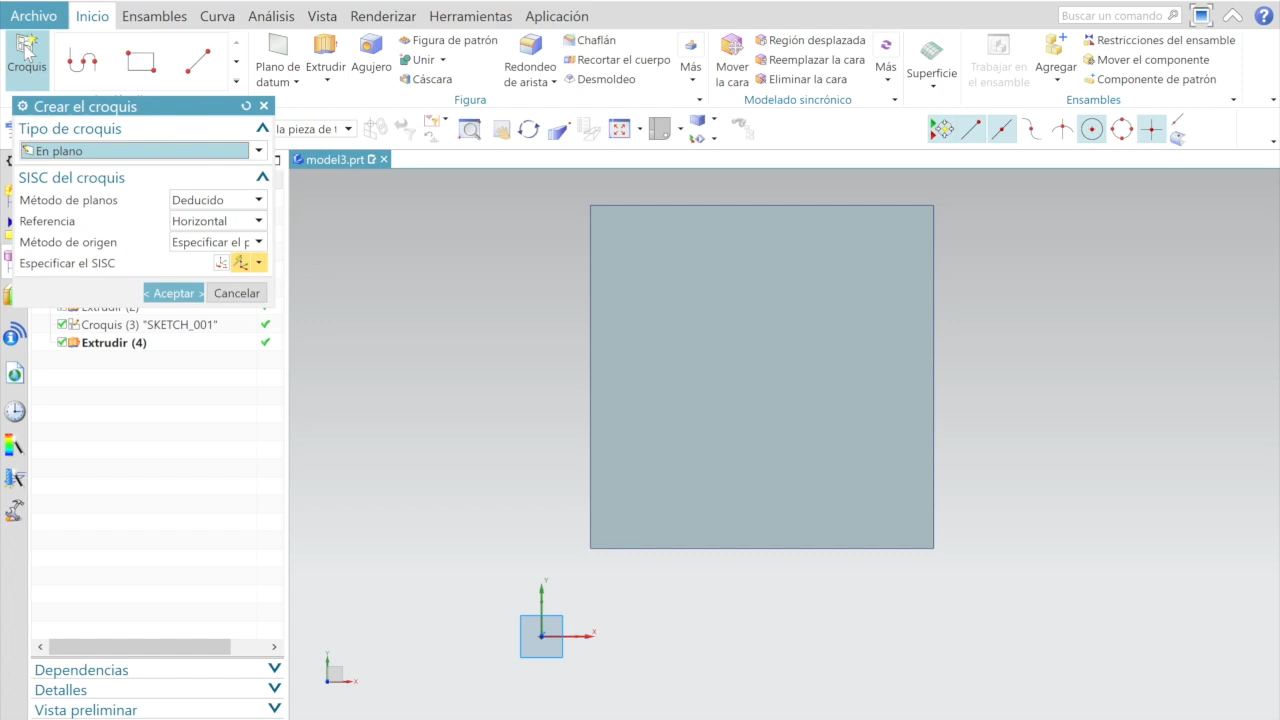 Archivo Inicio Ensambles Curva Análisis Vista Renderizar Herramientas Aplicación Buscar un comando
Croquis
Plano de datum
Extrudir
Agujero
Figura de patrón
Unir
Cáscara
Redondeo de arista
Chaflán
Recortar el cuerpo
Desmoldeo
Más
Mover la cara
Región desplazada
Reemplazar la cara
Eliminar la cara
Más
Superficie
Trabajar en el ensamble
Agregar
Restricciones del ensamble
Mover el componente
Componente de patrón
Figura
Modelado sincrónico
Ensambles
Crear el croquis
Tipo de croquis
En plano
SISC del croquis
Método de planos Deducido
Referencia Horizontal
Método de origen Especificar el p
Especificar el SISC
< Aceptar > Cancelar
la pieza de
model3.prt
Extrudir (2)
Croquis (3) "SKETCH_001"
Extrudir (4)
Y
X
Y
X
Dependencias
Detalles
Vista preliminar